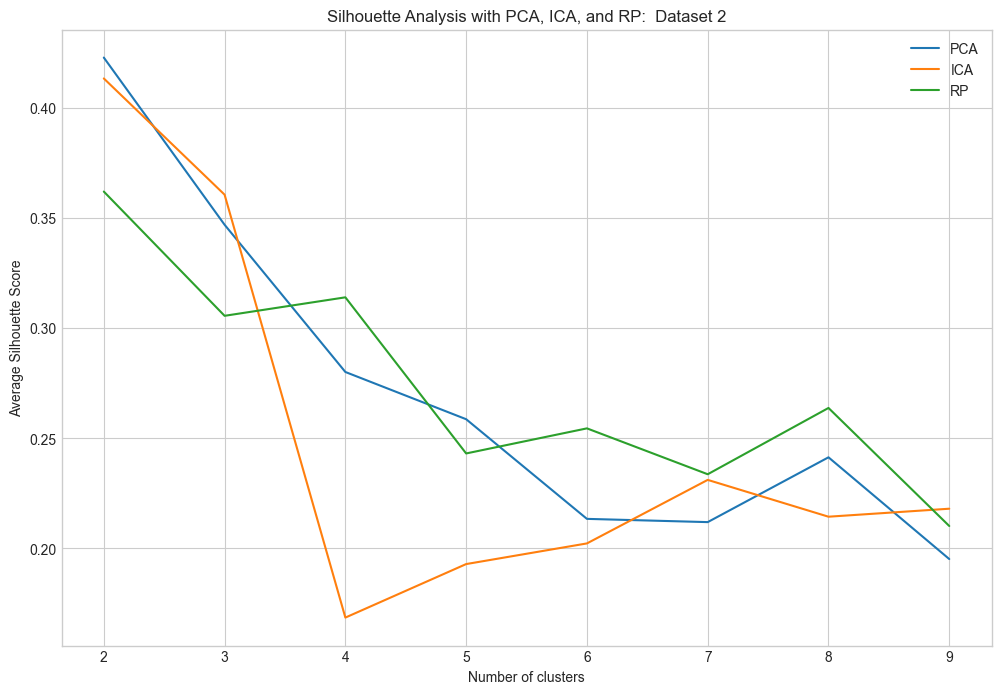 Silhouette Analysis with PCA, ICA, and RP:  Dataset 2
PCA
ICA
RP
Average Silhouette Score
0.40
0.35
0.30
0.25
0.20
2 3 4 5 6 7 8 9
Number of clusters